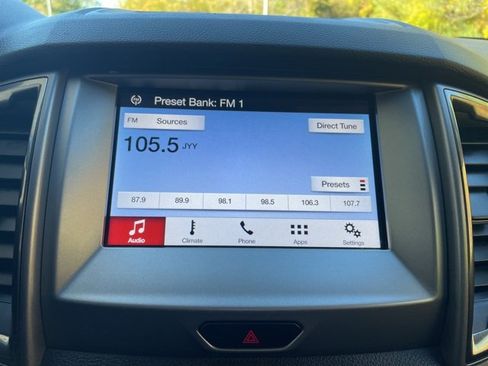 Preset Bank: FM 1
FM Sources
Direct Tune
105.5 JYY
Presets
87.9 89.9 98.1 98.5 106.3 107.7
Audio Climate Phone Apps Settings